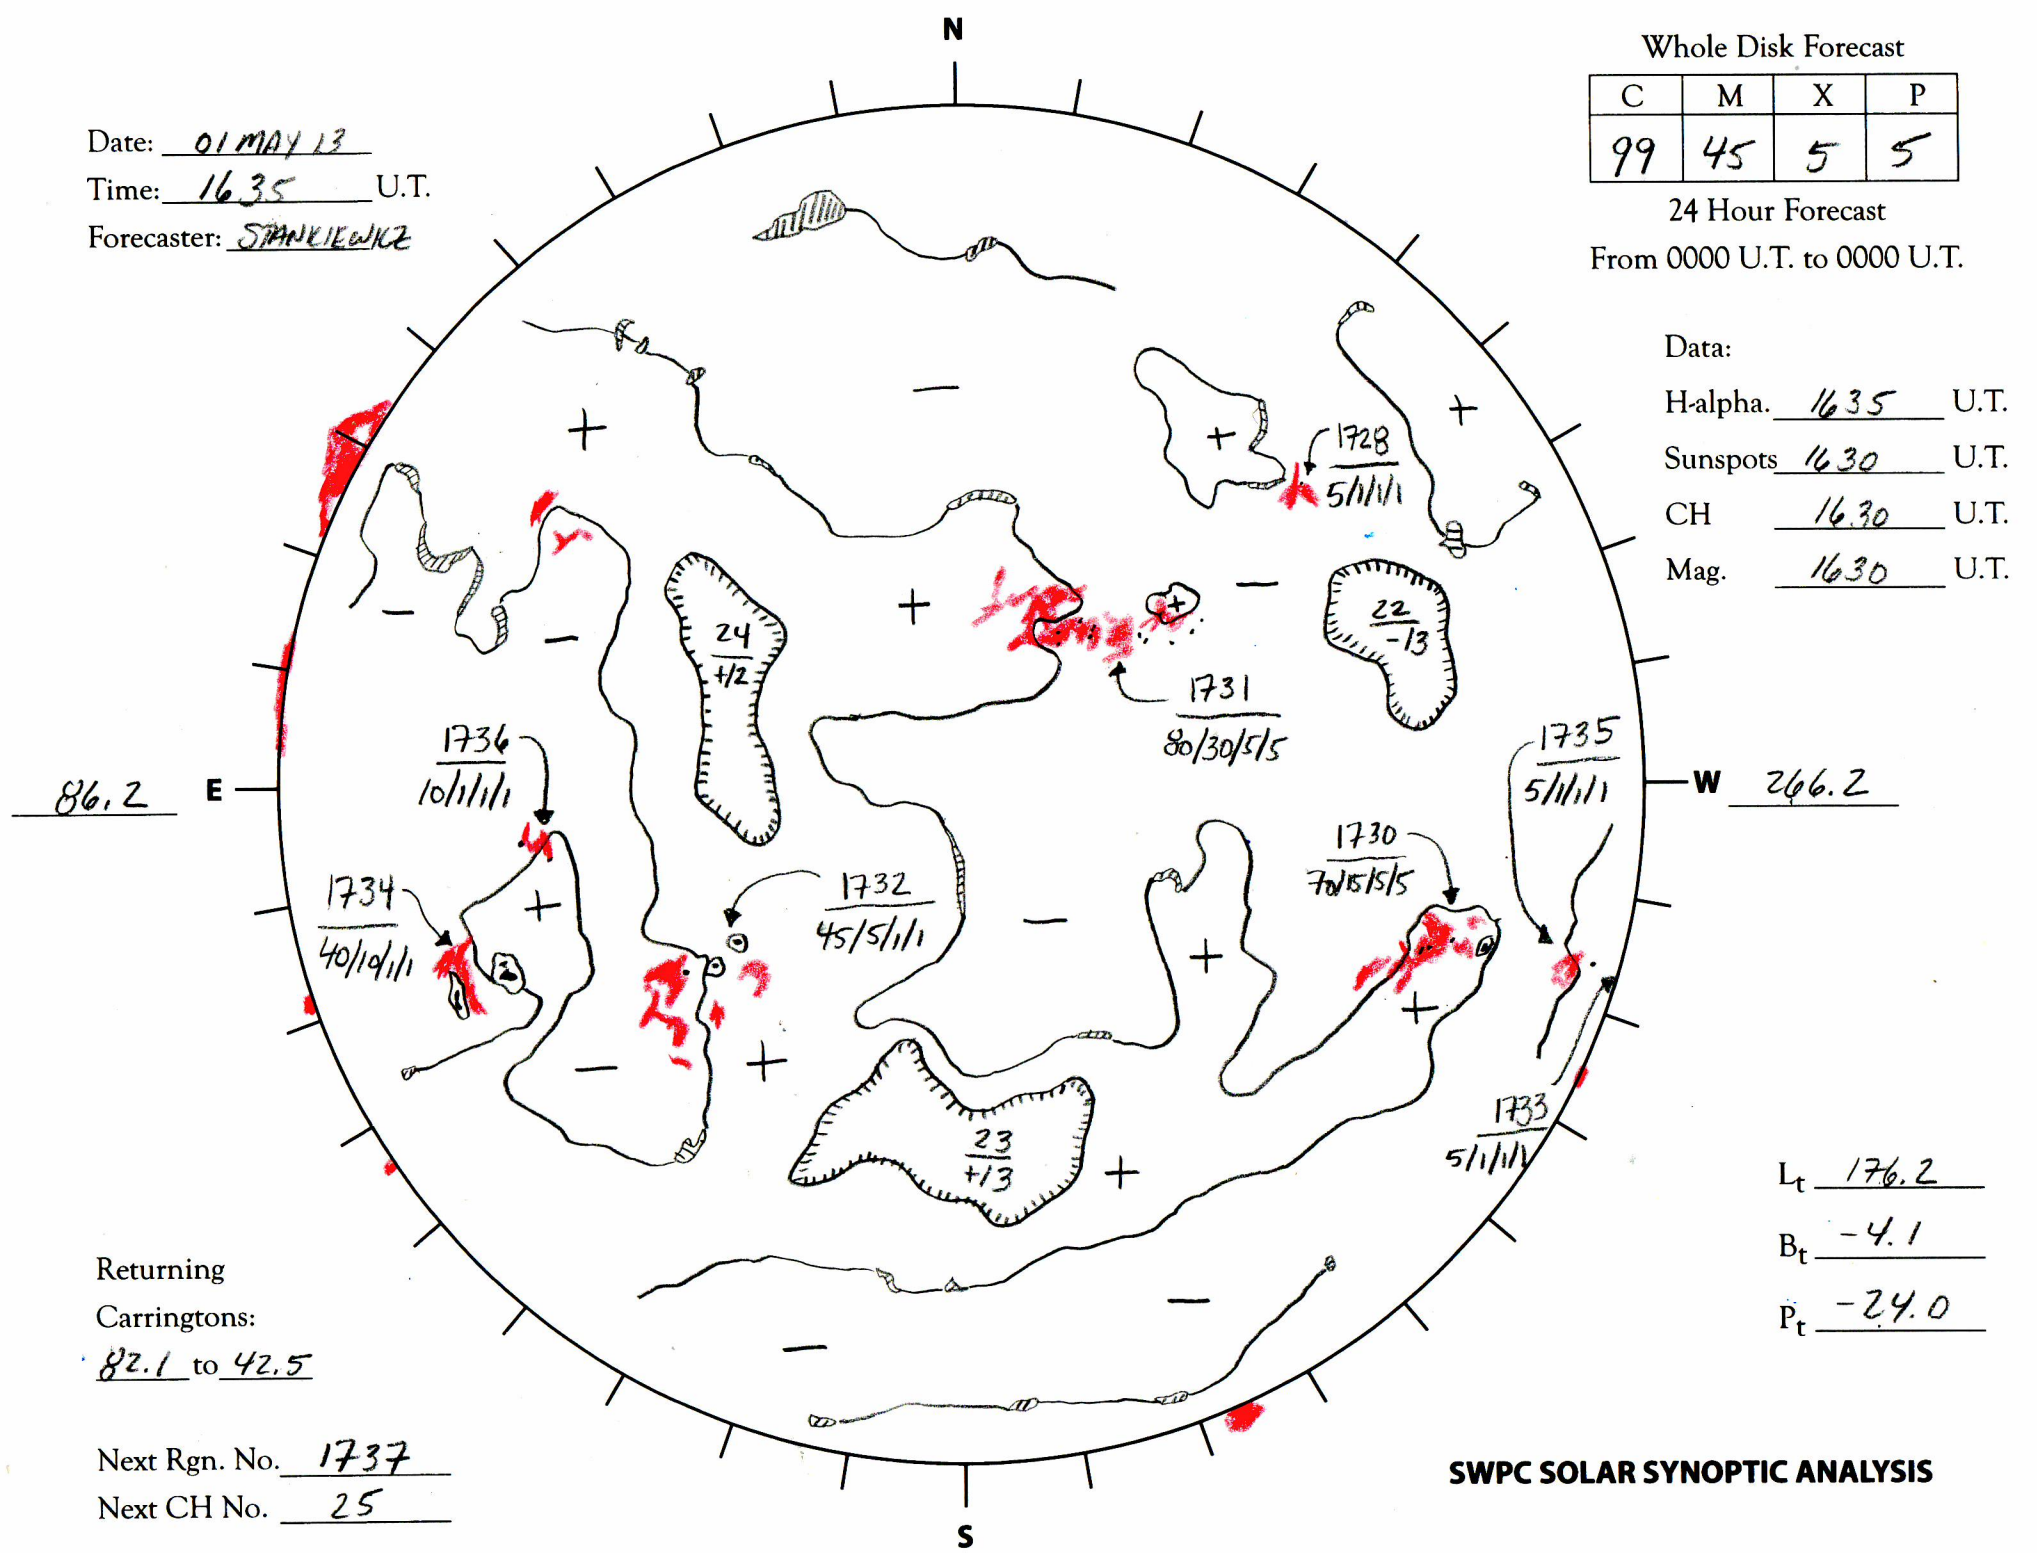 N
Whole Disk Forecast
C M X P
99 45 5 5
24 Hour Forecast
From 0000 U.T. to 0000 U.T.
Date: 01 MAY 13
Time: 1635 U.T.
Forecaster: STANKIEWICZ
Data:
H-alpha. 1635 U.T.
Sunspots 1630 U.T.
CH 1630 U.T.
Mag. 1630 U.T.
+
-
+
+
1728
5/1/1/1
-
-
24
+/2
+
+
-
22
-13
1731
80/30/5/5
1736
10/1/1/1
1735
5/1/1/1
86.2 E
W 266.2
1734
40/10/1/1
+
1732
45/5/1/1
-
+
1730
70/15/5/5
+
-
+
23
+/3
+
1733
5/1/1/1
-
-
Lt 176.2
Bt -4.1
Pt -24.0
Returning
Carringtons:
82.1 to 42.5
Next Rgn. No. 1737
Next CH No. 25
SWPC SOLAR SYNOPTIC ANALYSIS
S